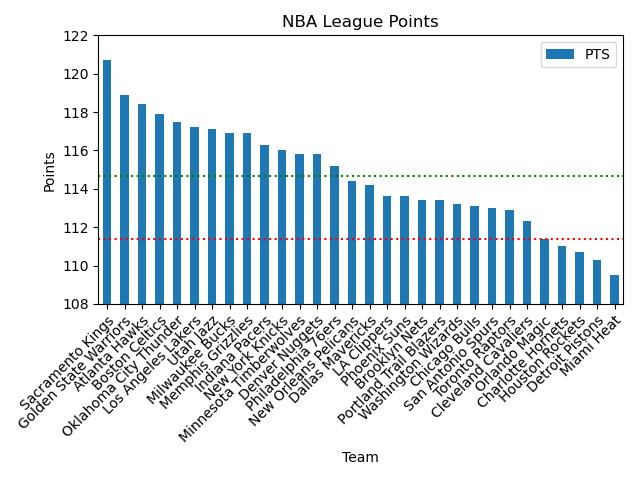 NBA League Points
122
120
118
116
114
112
110
108
Points
PTS
Sacramento Kings
Golden State Warriors
Atlanta Hawks
Boston Celtics
Oklahoma City Thunder
Los Angeles Lakers
Utah Jazz
Milwaukee Bucks
Memphis Grizzlies
Indiana Pacers
New York Knicks
Minnesota Timberwolves
Denver Nuggets
Philadelphia 76ers
New Orleans Pelicans
Dallas Mavericks
LA Clippers
Phoenix Suns
Brooklyn Nets
Portland Trail Blazers
Washington Wizards
Chicago Bulls
San Antonio Spurs
Toronto Raptors
Cleveland Cavaliers
Orlando Magic
Charlotte Hornets
Houston Rockets
Detroit Pistons
Miami Heat
Team